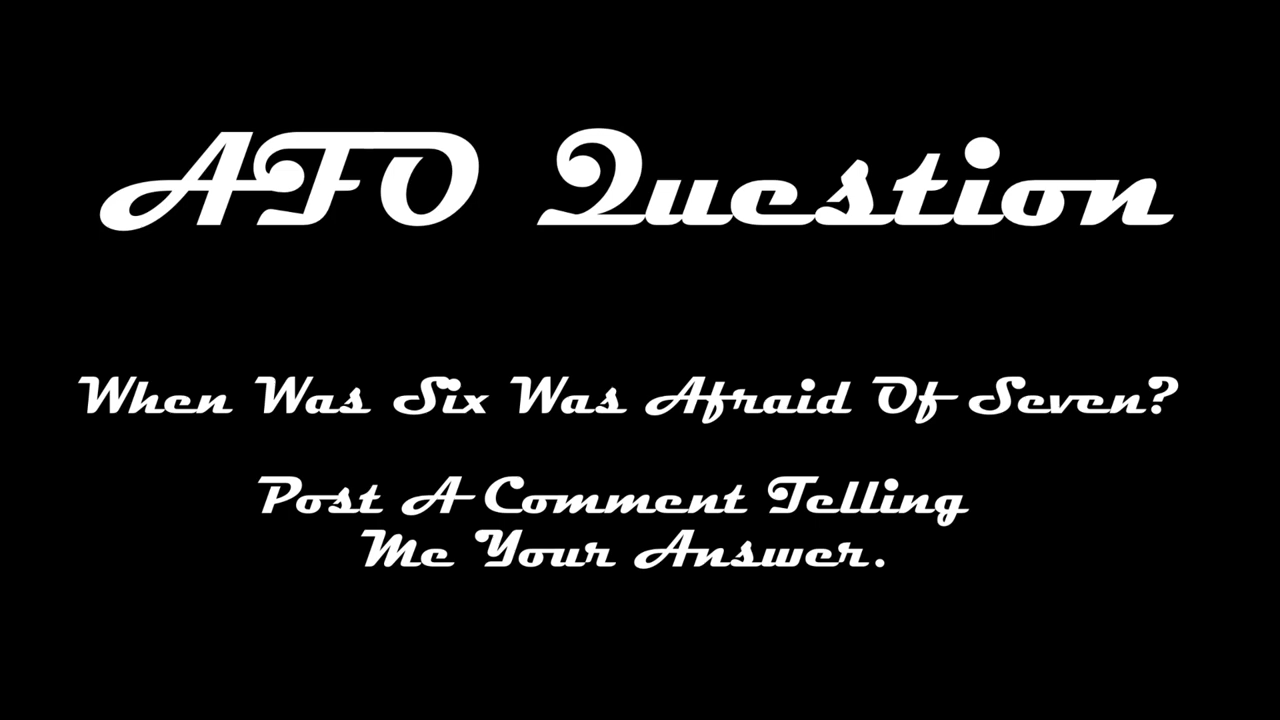 AFO Question
When Was Six Was Afraid Of Seven?
Post A Comment Telling
Me Your Answer.